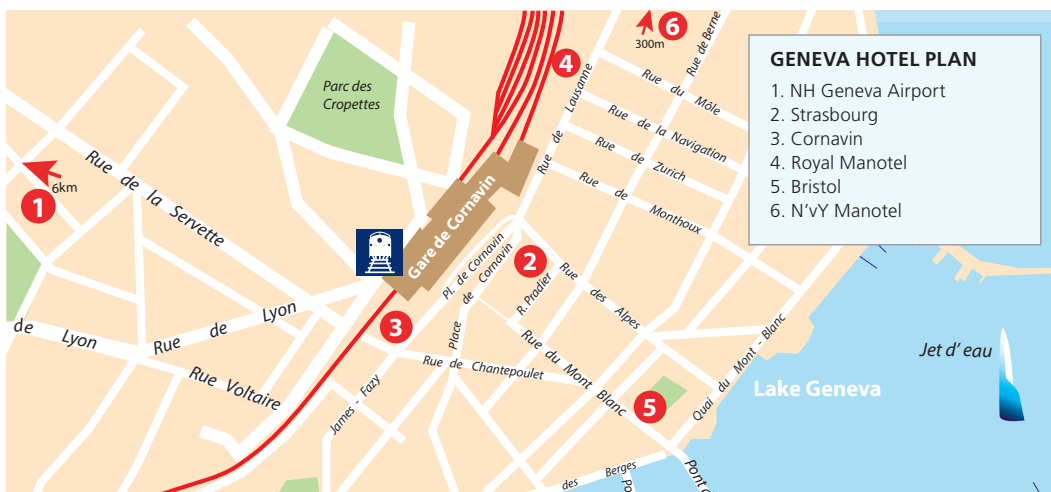 GENEVA HOTEL PLAN
1. NH Geneva Airport
2. Strasbourg
3. Cornavin
4. Royal Manotel
5. Bristol
6. N'vY Manotel
6
300m
4
Rue de Berne
Rue du Môle
Rue de la Navigation
Rue de Zurich
Rue de Monthoux
Rue de Lausanne
Parc des
Cropettes
Rue de la Servette
6km
1
Gare de Cornavin
Pl. de Cornavin
Place de Cornavin
2
R. Pradier
Rue des Alpes
3
Rue de Lyon
de Lyon
Rue Voltaire
James - Fazy
Rue de Chantepoulet
Rue du Mont Blanc
5
Quai du Mont - Blanc
Jet d' eau
Lake Geneva
des Berges